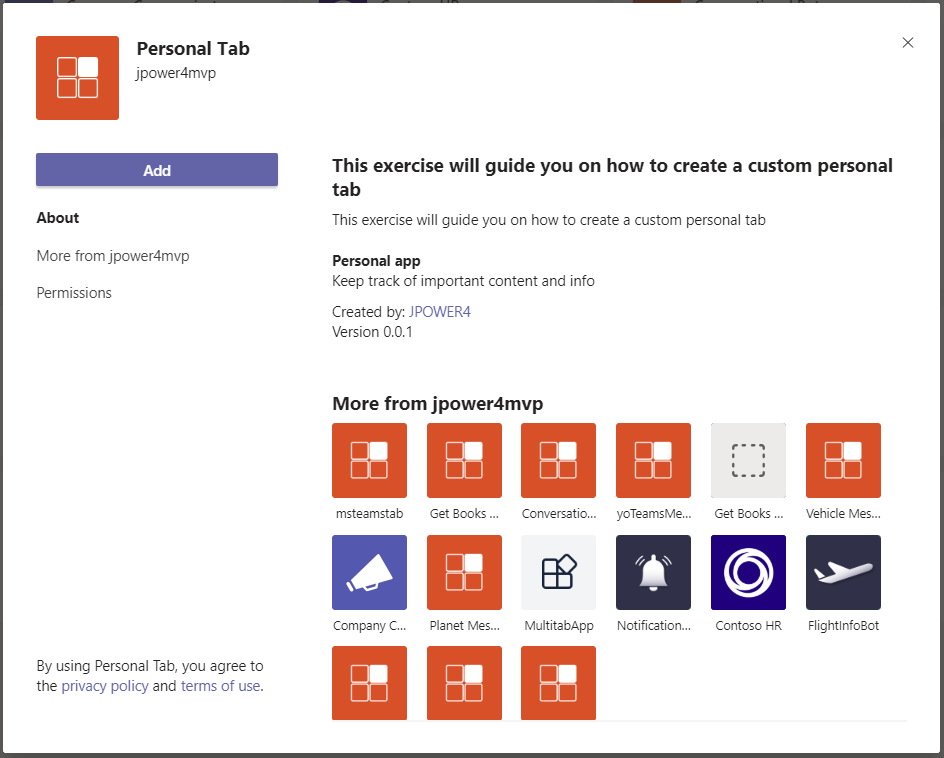 Personal Tab
jpower4mvp
Add
About
More from jpower4mvp
Permissions
By using Personal Tab, you agree to
the privacy policy and terms of use.
This exercise will guide you on how to create a custom personal
tab
This exercise will guide you on how to create a custom personal tab
Personal app
Keep track of important content and info
Created by: JPOWER4
Version 0.0.1
More from jpower4mvp
msteamstab Get Books ... Conversatio... yoTeamsMe... Get Books ... Vehicle Mes...
Company C... Planet Mes... MultitabApp Notification... Contoso HR FlightInfoBot